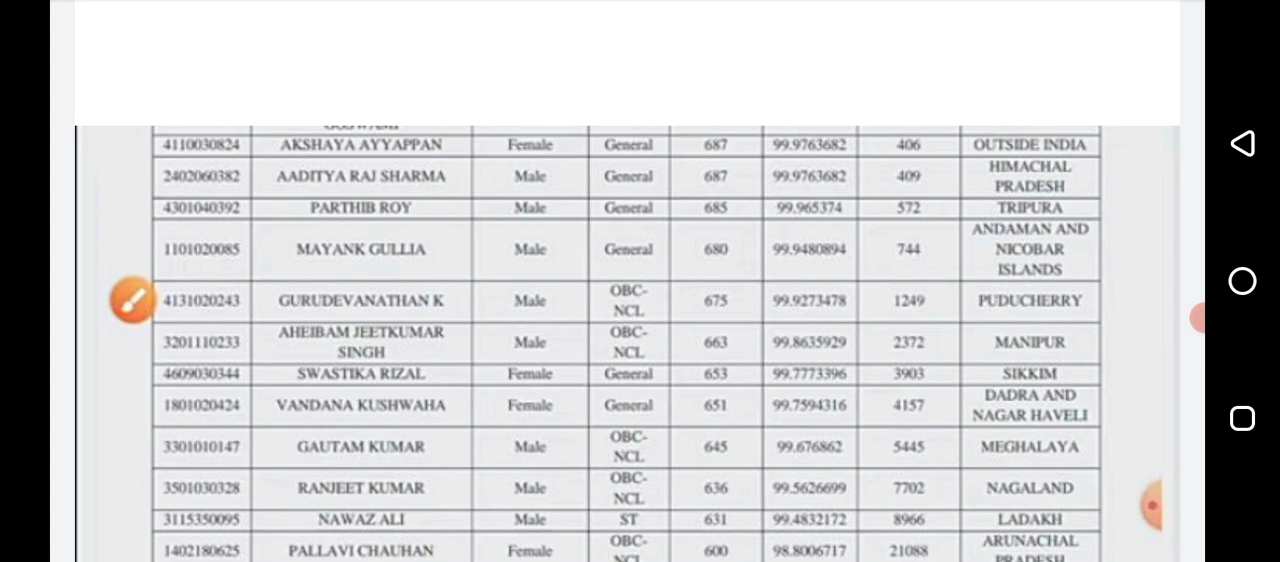 GOSWAMI
4110030824 AKSHAYA AYYAPPAN Female General 687 99.9763682 406 OUTSIDE INDIA
2402060382 AADITYA RAJ SHARMA Male General 687 99.9763682 409 HIMACHAL
PRADESH
4301040392 PARTHIB ROY Male General 685 99.965374 572 TRIPURA
1101020085 MAYANK GULLIA Male General 680 99.9480894 744 ANDAMAN AND
NICOBAR
ISLANDS
4131020243 GURUDEVANATHAN K Male OBC-
NCL 675 99.9273478 1249 PUDUCHERRY
3201110233 AHEIBAM JEETKUMAR
SINGH Male OBC-
NCL 663 99.8635929 2372 MANIPUR
4609030344 SWASTIKA RIZAL Female General 653 99.7773396 3903 SIKKIM
1801020424 VANDANA KUSHWAHA Female General 651 99.7594316 4157 DADRA AND
NAGAR HAVELI
3301010147 GAUTAM KUMAR Male OBC-
NCL 645 99.676862 5445 MEGHALAYA
3501030328 RANJEET KUMAR Male OBC-
NCL 636 99.5626699 7702 NAGALAND
3115350095 NAWAZ ALI Male ST 631 99.4832172 8966 LADAKH
1402180625 PALLAVI CHAUHAN Female OBC-
NCL 600 98.8006717 21088 ARUNACHAL
PRADESH